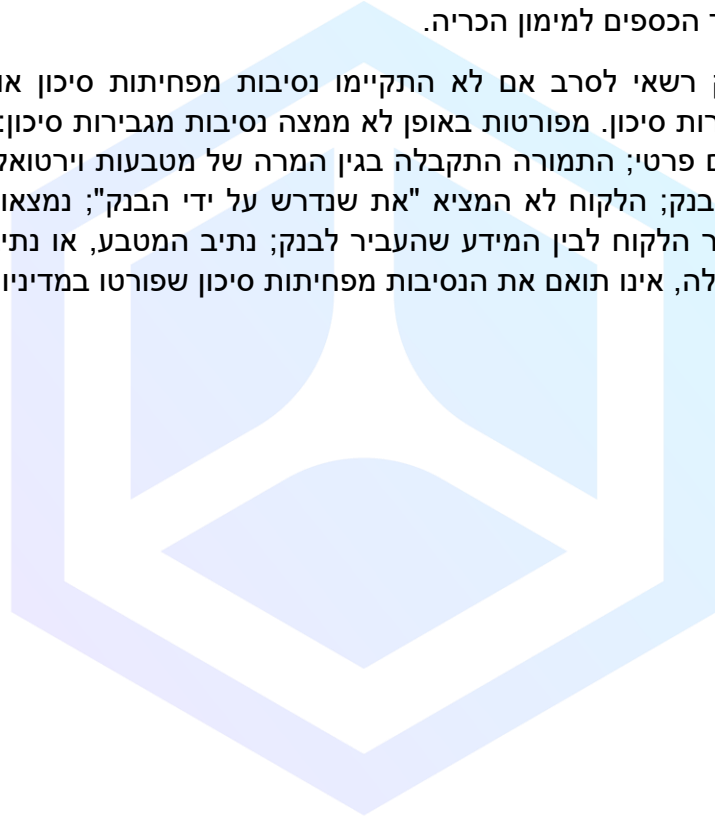 הכספים למימון הכריה.
רשאי לסרב אם לא התקיימו נסיבות מפחיתות סיכון או
רות סיכון. מפורטות באופן לא ממצה נסיבות מגבירות סיכון:
ם פרטי; התמורה התקבלה בגין המרה של מטבעות וירטואל
בנק; הלקוח לא המציא "את שנדרש על ידי הבנק"; נמצאו
ר הלקוח לבין המידע שהעביר לבנק; נתיב המטבע, או נתי
לה, אינו תואם את הנסיבות מפחיתות סיכון שפורטו במדיניו